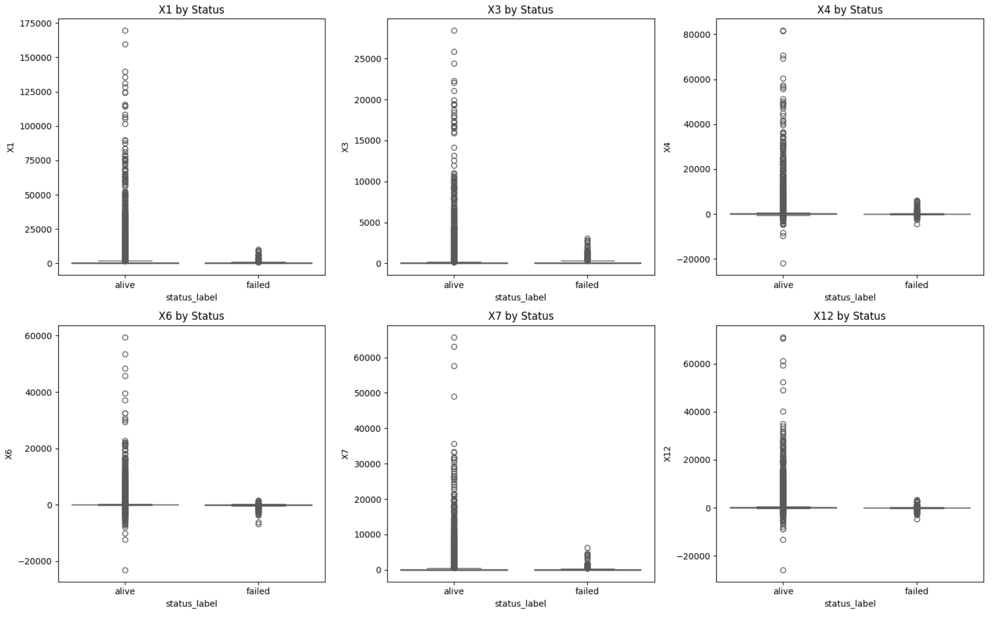 X1 by Status
175000
150000
125000
100000
75000
50000
25000
0
X1
alive
failed
status_label
X3 by Status
25000
20000
15000
10000
5000
0
X3
alive
failed
status_label
X4 by Status
80000
60000
40000
20000
0
−20000
X4
alive
failed
status_label
X6 by Status
60000
40000
20000
0
−20000
X6
alive
failed
status_label
X7 by Status
60000
50000
40000
30000
20000
10000
0
X7
alive
failed
status_label
X12 by Status
60000
40000
20000
0
−20000
X12
alive
failed
status_label